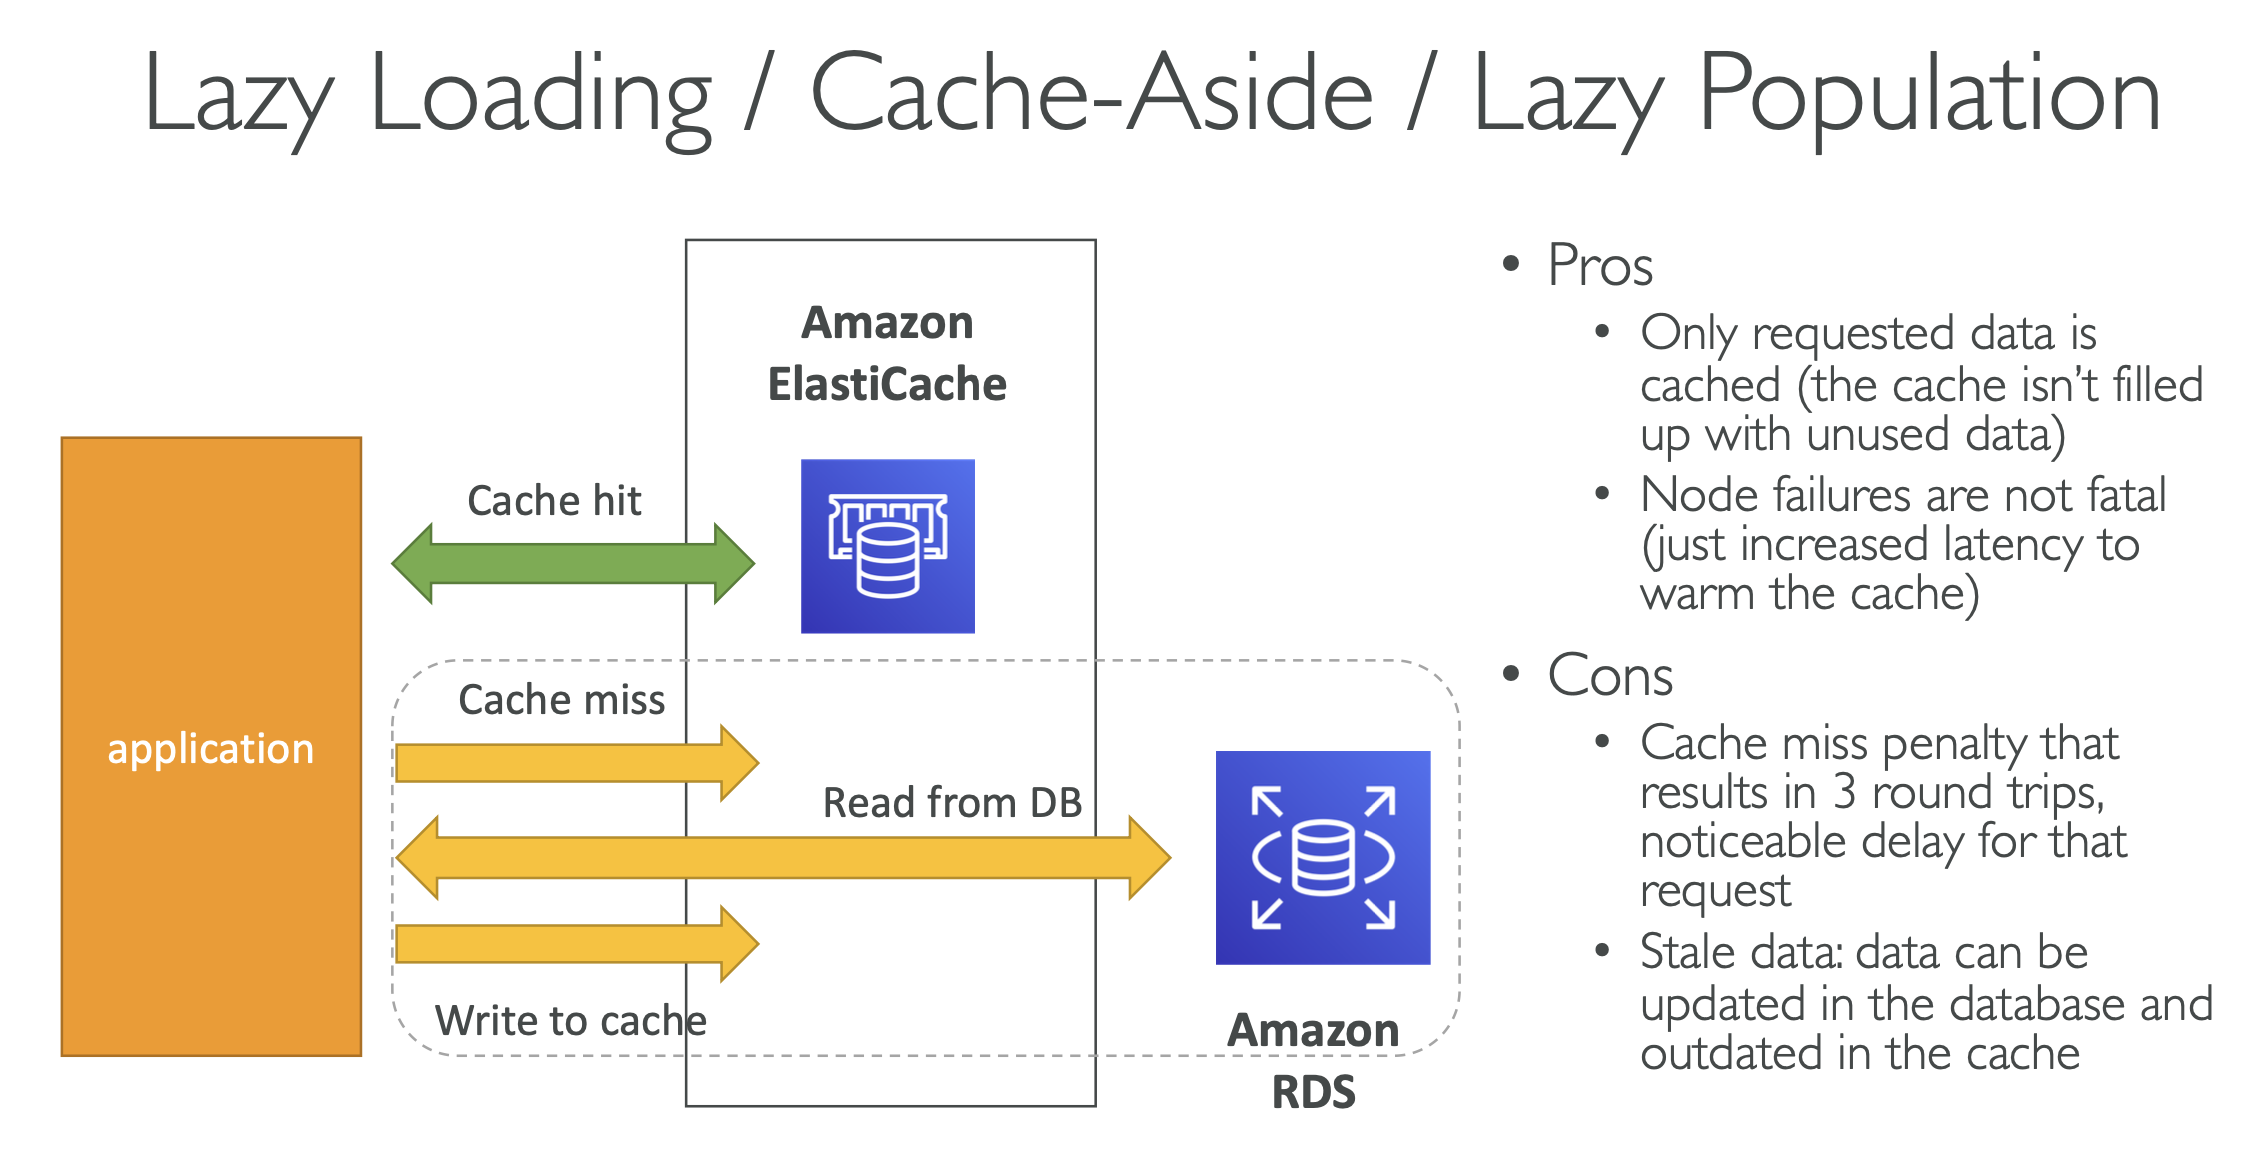 Lazy Loading / Cache-Aside / Lazy Population
Amazon
ElastiCache
Cache hit
application
Cache miss
Read from DB
Write to cache
Amazon
RDS
• Pros
• Only requested data is
cached (the cache isn’t filled
up with unused data)
• Node failures are not fatal
(just increased latency to
warm the cache)
• Cons
• Cache miss penalty that
results in 3 round trips,
noticeable delay for that
request
• Stale data: data can be
updated in the database and
outdated in the cache